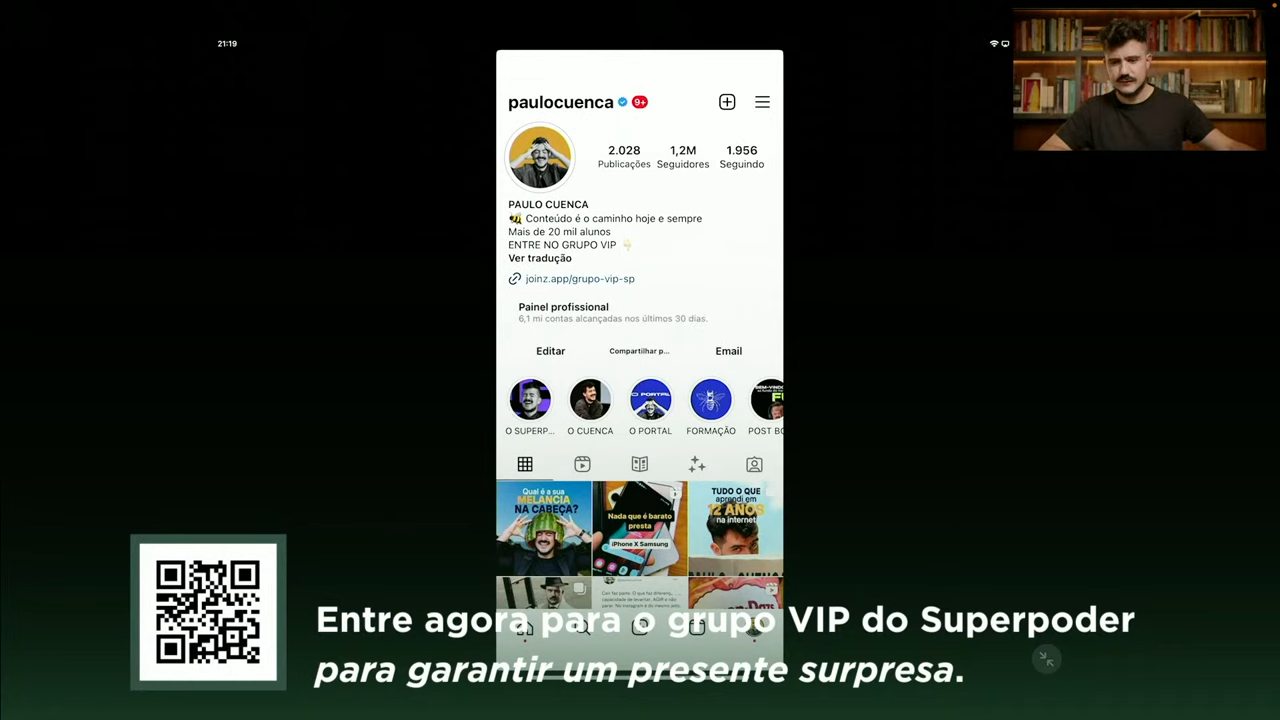 21:19
paulocuenca 9+
2.028 1,2M 1.956
Publicações Seguidores Seguindo
PAULO CUENCA
Conteúdo é o caminho hoje e sempre
Mais de 20 mil alunos
ENTRE NO GRUPO VIP
Ver tradução
joinz.app/grupo-vip-sp
Painel profissional
6,1 mi contas alcançadas nos últimos 30 dias.
Editar Compartilhar p... Email
O PORTAL
O SUPERP... O CUENCA O PORTAL FORMAÇÃO POST BO
Qual é a sua
MELANCIA
NA CABEÇA?
Nada que é barato
presta
iPhone X Samsung
TUDO O QUE
aprendi em
12 ANOS
na internet
Entre agora para o grupo VIP do Superpoder
para garantir um presente surpresa.